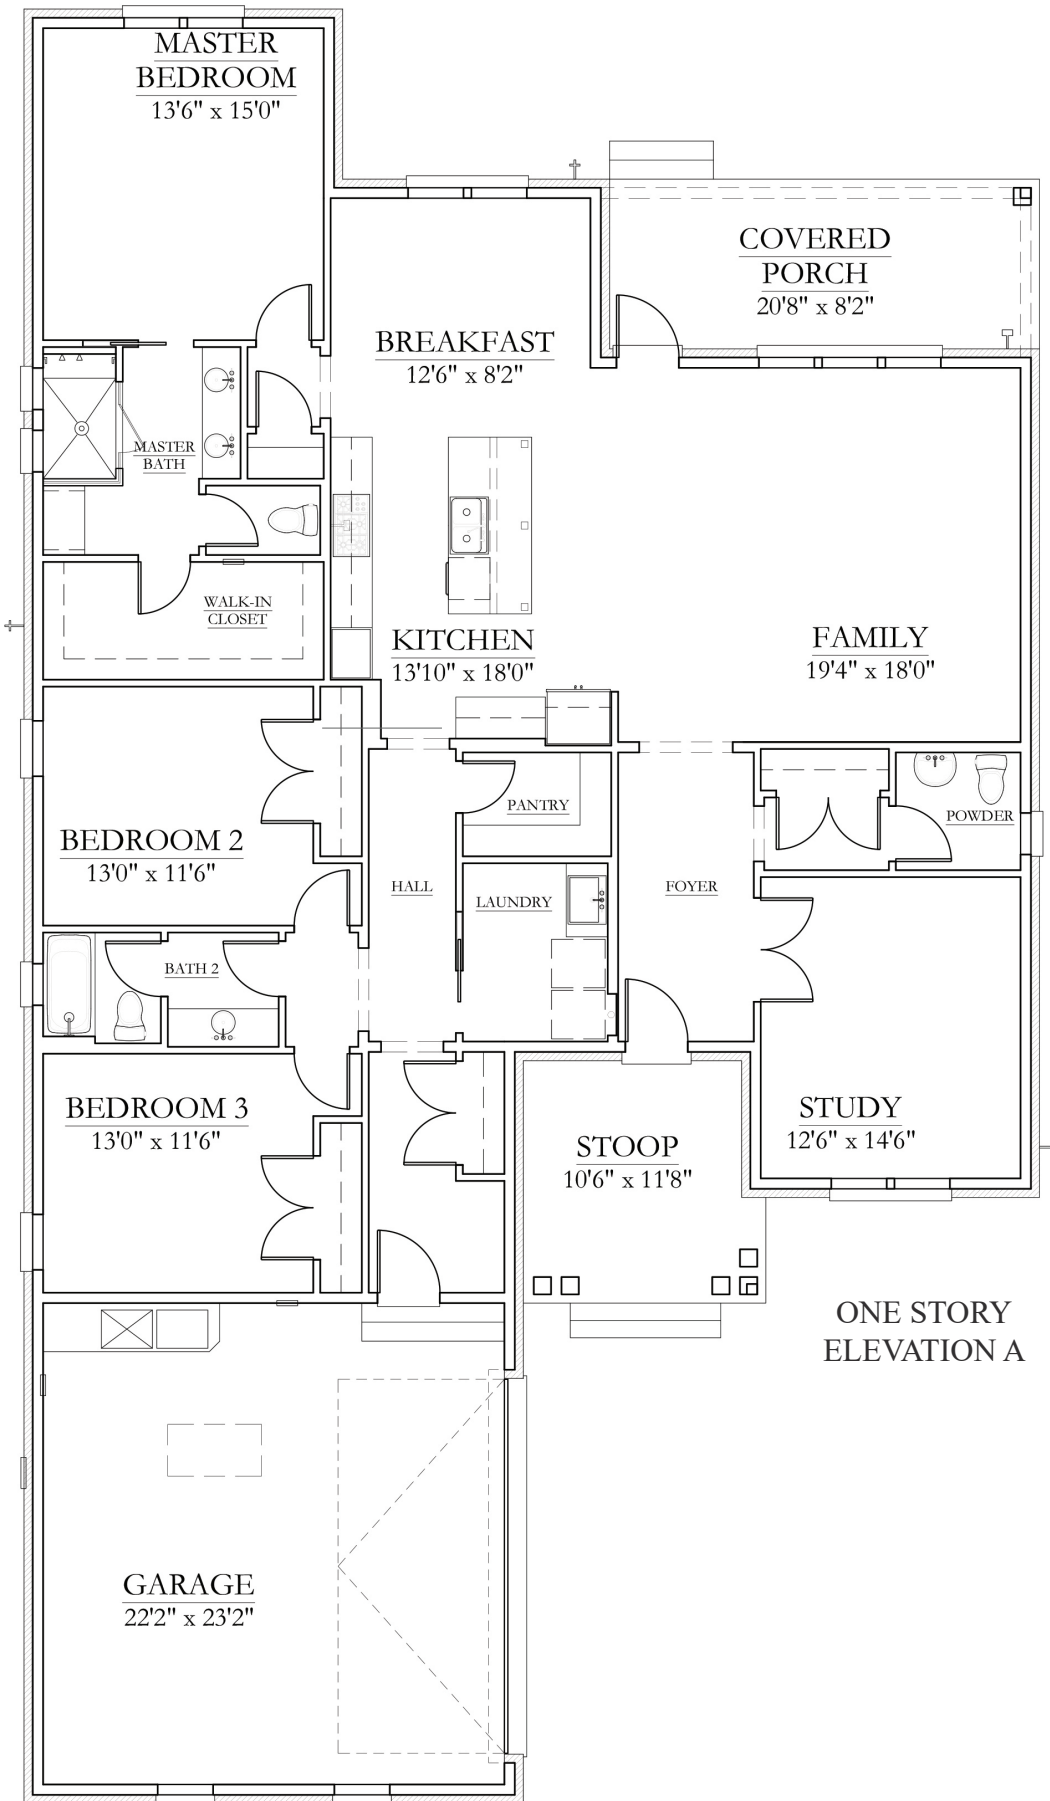 MASTER
BEDROOM
13'6" x 15'0"
COVERED
PORCH
20'8" x 8'2"
BREAKFAST
12'6" x 8'2"
MASTER
BATH
WALK-IN
CLOSET
KITCHEN
13'10" x 18'0"
FAMILY
19'4" x 18'0"
PANTRY
POWDER
BEDROOM 2
13'0" x 11'6"
HALL
LAUNDRY
FOYER
BATH 2
BEDROOM 3
13'0" x 11'6"
STUDY
12'6" x 14'6"
STOOP
10'6" x 11'8"
ONE STORY
ELEVATION A
GARAGE
22'2" x 23'2"